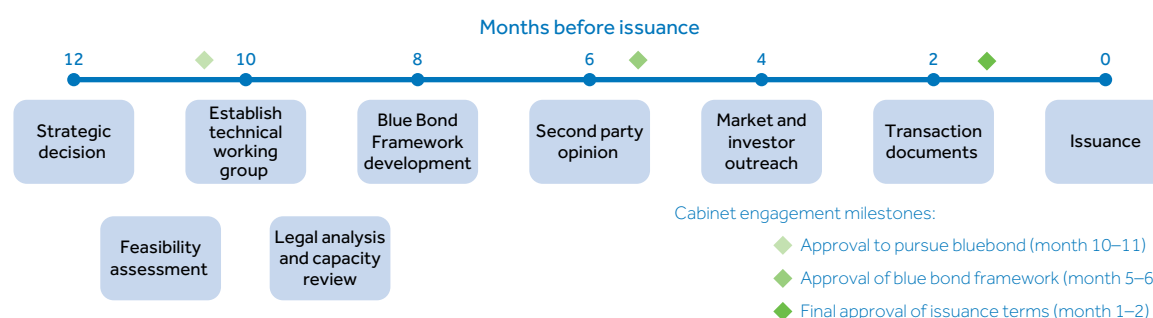 Months before issuance
12 10 8 6 4 2 0
Strategic
decision
Establish
technical
working
group
Blue Bond
Framework
development
Second party
opinion
Market and
investor
outreach
Transaction
documents
Issuance
Feasibility
assessment
Legal analysis
and capacity
review
Cabinet engagement milestones:
Approval to pursue bluebond (month 10–11)
Approval of blue bond framework (month 5–6
Final approval of issuance terms (month 1–2)